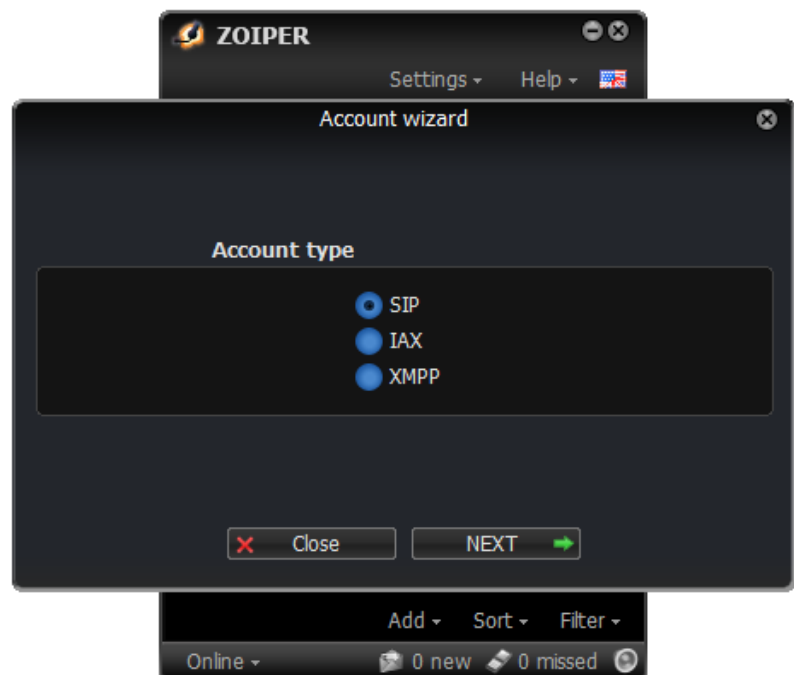 ZOIPER
Settings Help
Account wizard
Account type
SIP
IAX
XMPP
Close NEXT
Add Sort Filter
Online 0 new 0 missed